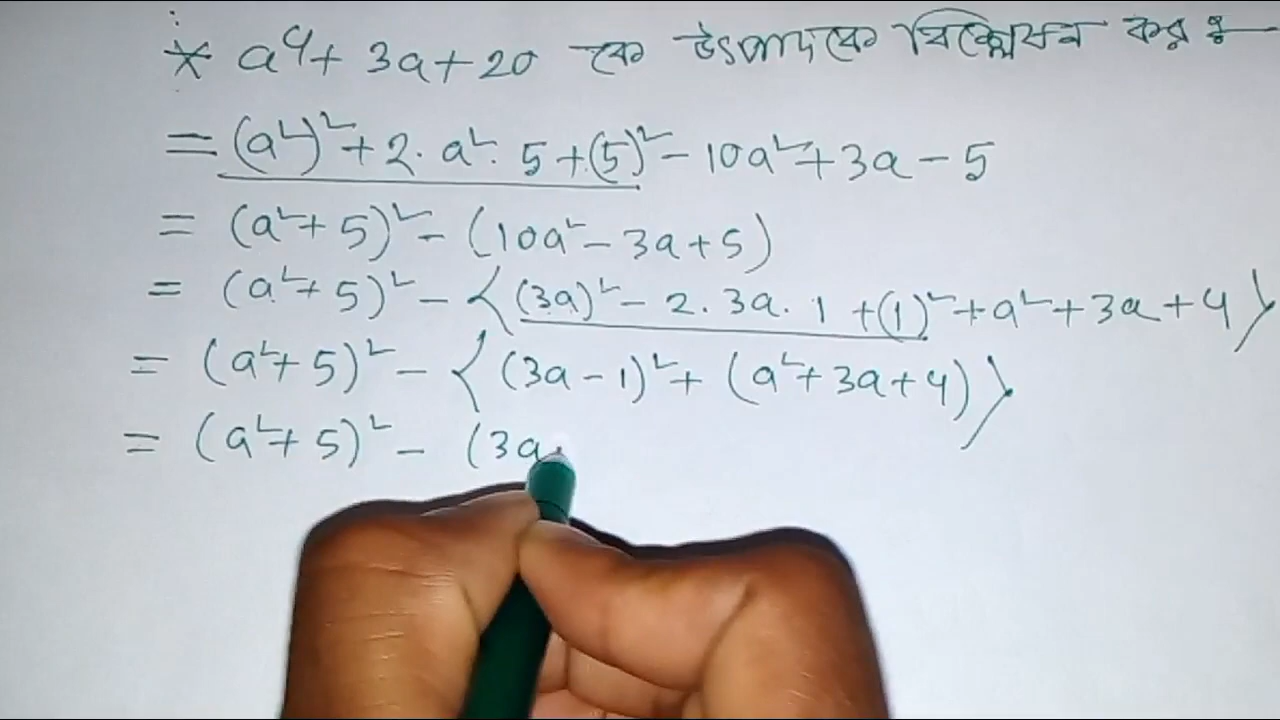 * a⁴ + 3a + 20 কে উৎপাদকে বিশ্লেষন কর ঃ—
= (a²)² + 2. a². 5 + (5)² - 10a² + 3a - 5
= (a² + 5)² - (10a² - 3a + 5)
= (a² + 5)² - {(3a)² - 2. 3a. 1 + (1)² + a² + 3a + 4}
= (a² + 5)² - {(3a - 1)² + (a² + 3a + 4)}
= (a² + 5)² - (3a